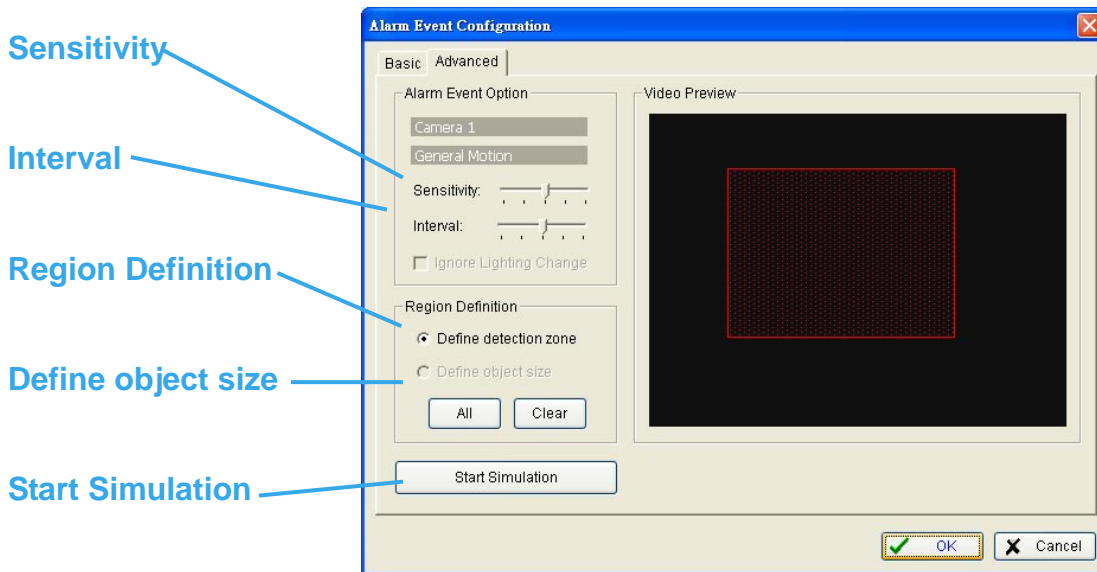 Alarm Event Configuration
Sensitivity
Basic Advanced
Alarm Event Option
Video Preview
Camera 1
General Motion
Interval
Sensitivity:
Interval:
Ignore Lighting Change
Region Definition
Region Definition
Define detection zone
Define object size
Define object size
All Clear
Start Simulation
Start Simulation
OK Cancel